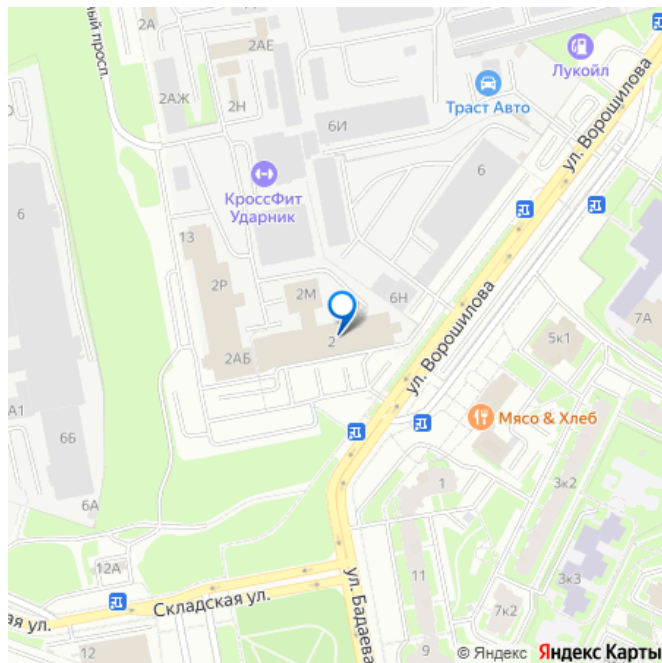 ный просп.
2А
2АЕ
2АЖ
2Н
6И
Лукойл
Траст Авто
ул. Ворошилова
6
6
КроссФит
Ударник
13
2Р
2М
6Н
2
2АБ
ул. Ворошилова
7А
5к1
Мясо & Хлеб
А1
6Б
6А
1
3к2
12А
Складская ул.
ая ул.
ул. Бадаева
11
3к3
7к2
12
9
© Яндекс Яндекс Карты